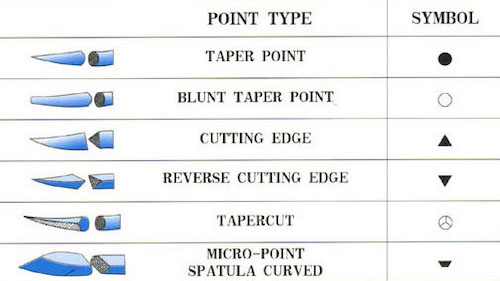 POINT TYPE SYMBOL
TAPER POINT
BLUNT TAPER POINT
CUTTING EDGE
REVERSE CUTTING EDGE
TAPERCUT
MICRO-POINT
SPATULA CURVED